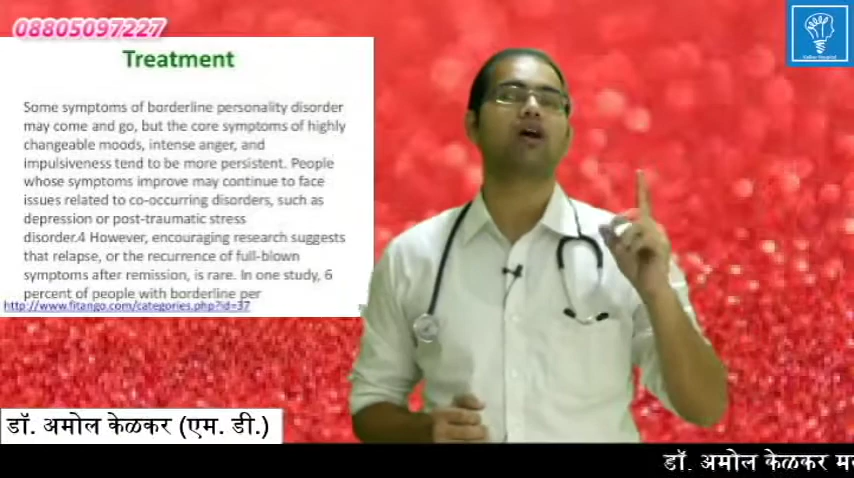 08805097227
Treatment
Some symptoms of borderline personality disorder
may come and go, but the core symptoms of highly
changeable moods, intense anger, and
impulsiveness tend to be more persistent. People
whose symptoms improve may continue to face
issues related to co-occurring disorders, such as
depression or post-traumatic stress
disorder.4 However, encouraging research suggests
that relapse, or the recurrence of full-blown
symptoms after remission, is rare. In one study, 6
percent of people with borderline per
http://www.fitango.com/categories.php?id=37
डॉ. अमोल केळकर (एम. डी.)
डॉ. अमोल केळकर